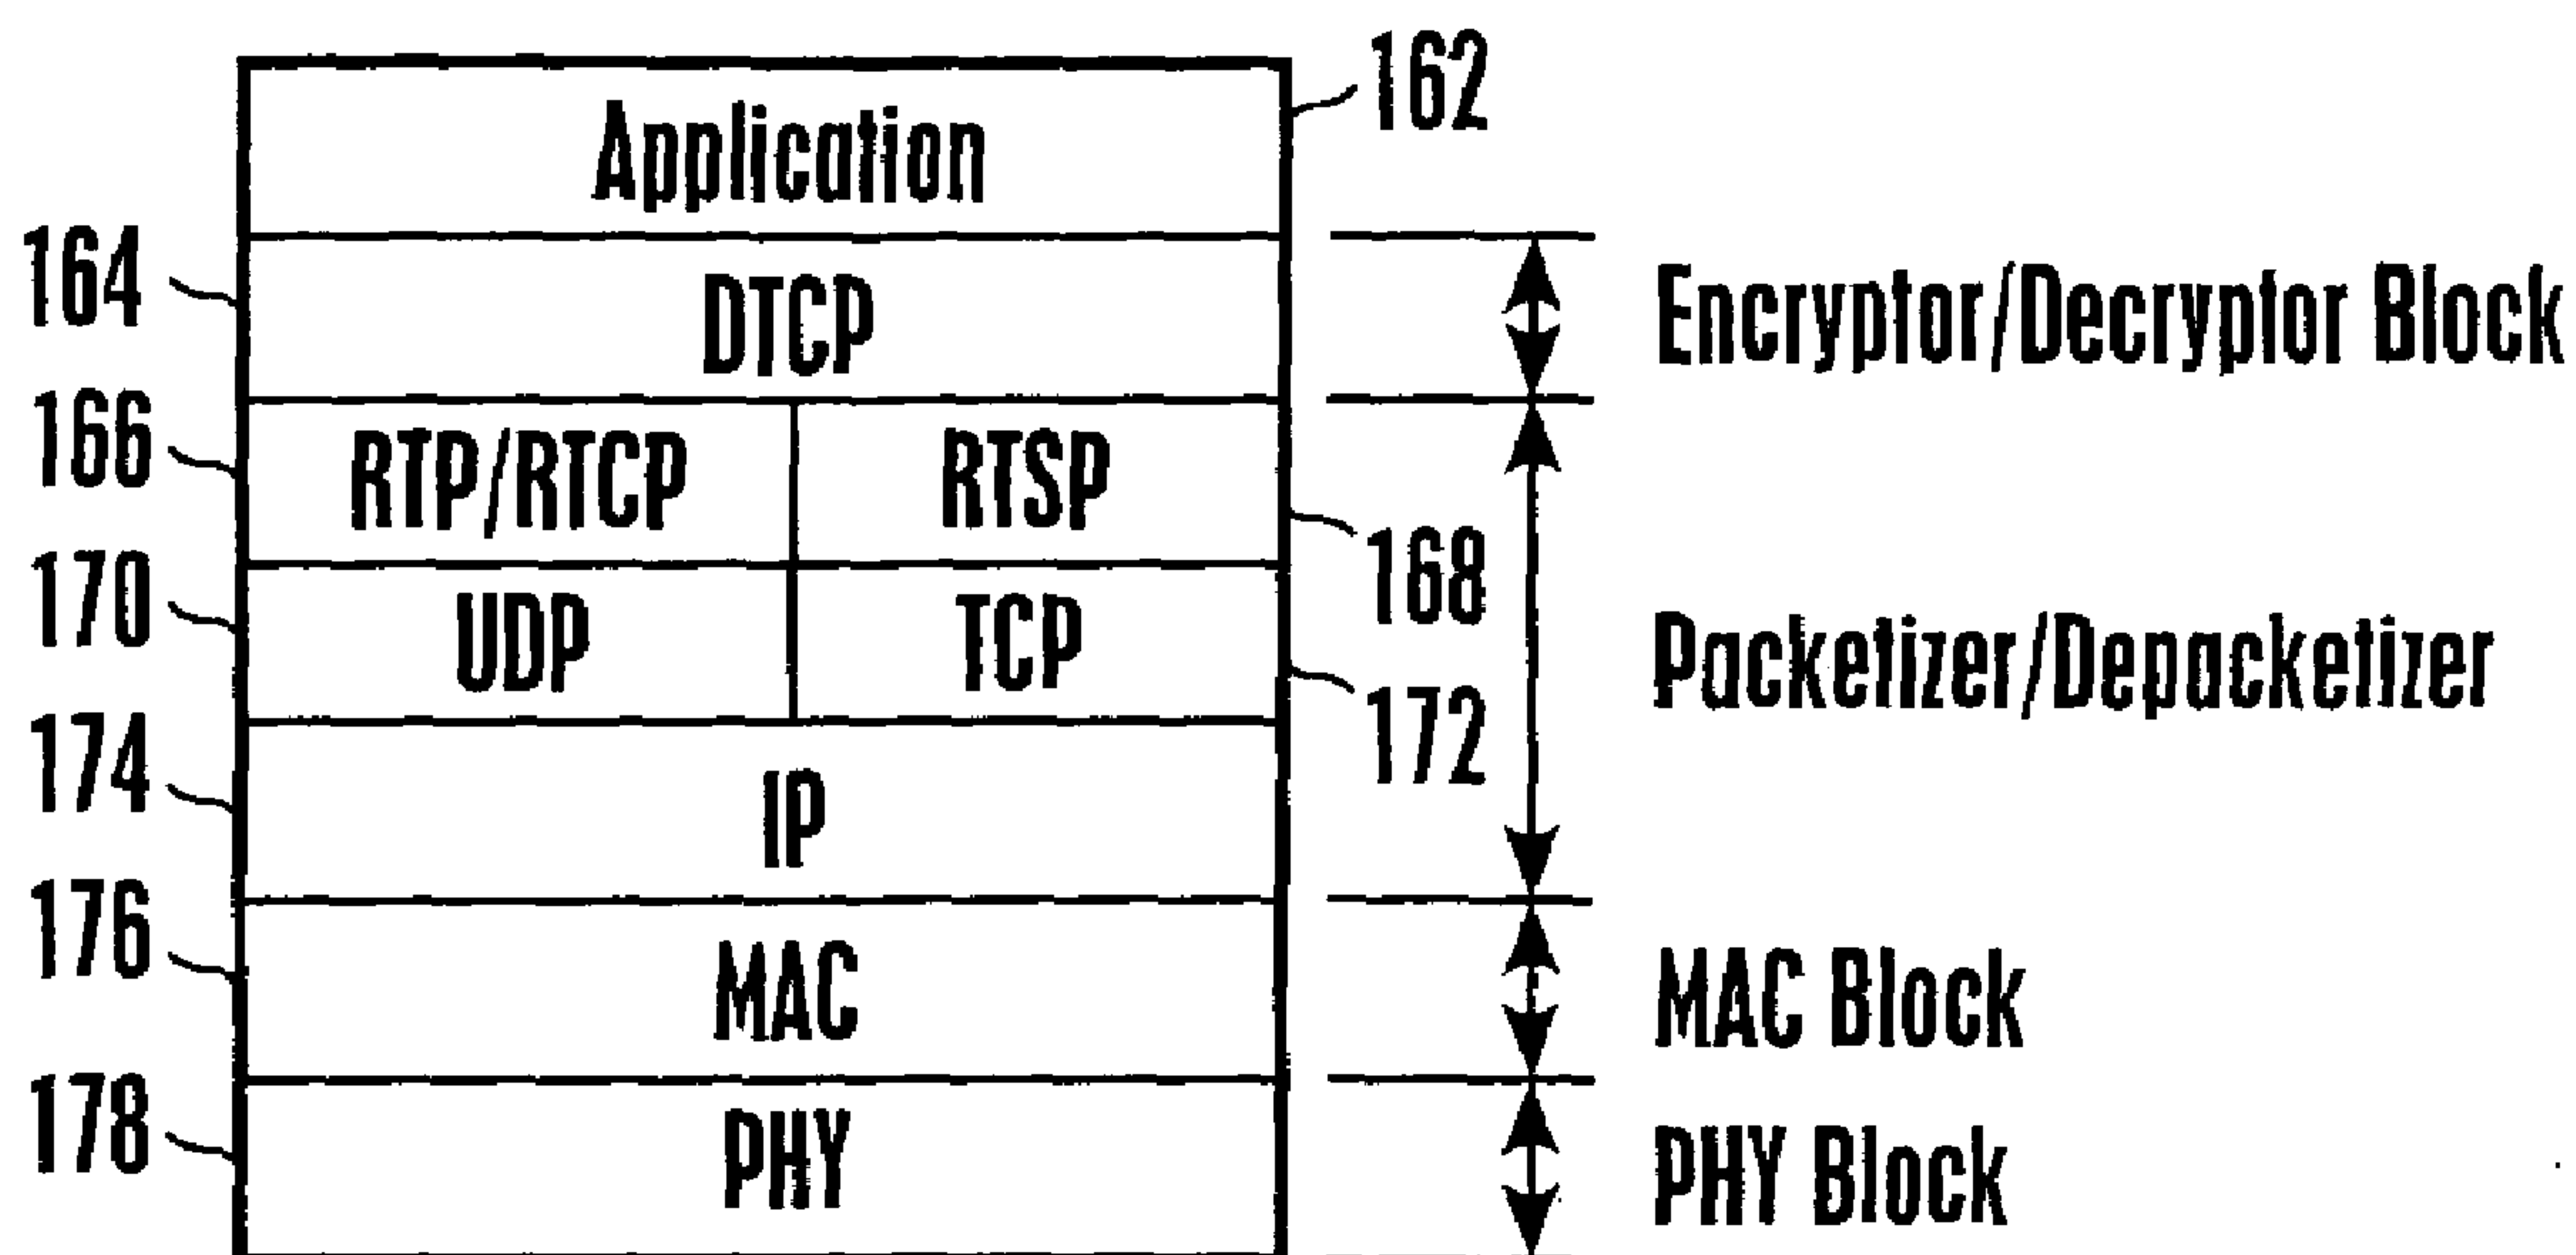 162
Application
164
DTCP
Encryptor/Decryptor Block
166
RTP/RTCP
RTSP
168
170
UDP
TCP
172
Packetizer/Depacketizer
174
IP
176
MAC
MAC Block
178
PHY
PHY Block